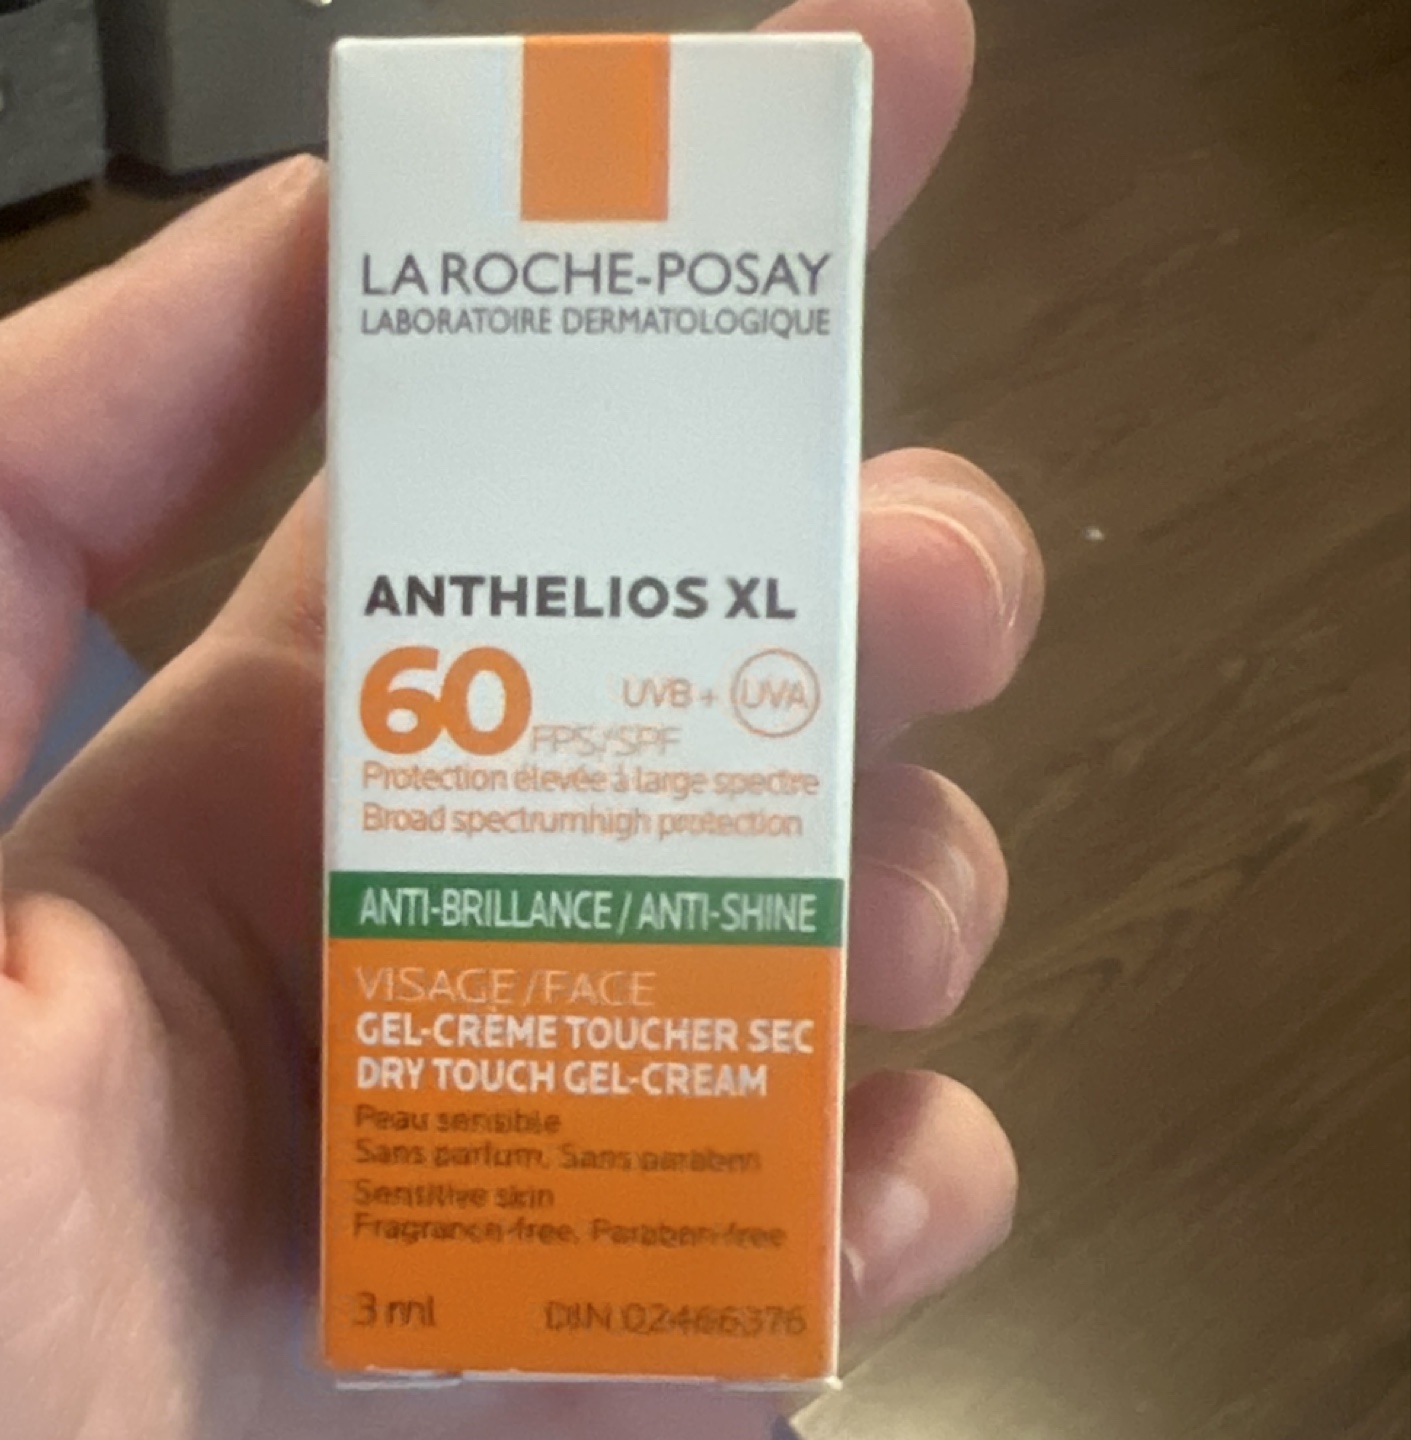 LA ROCHE-POSAY
LABORATOIRE DERMATOLOGIQUE
ANTHELIOS XL
60 FPS/SPF UVB + UVA
Protection élevée à large spectre
Broad spectrum high protection
ANTI-BRILLANCE / ANTI-SHINE
VISAGE/FACE
GEL-CRÈME TOUCHER SEC
DRY TOUCH GEL-CREAM
Peau sensible
Sans parfum. Sans paraben
Sensitive skin
Fragrance-free. Paraben-free
3 ml DIN 02466376